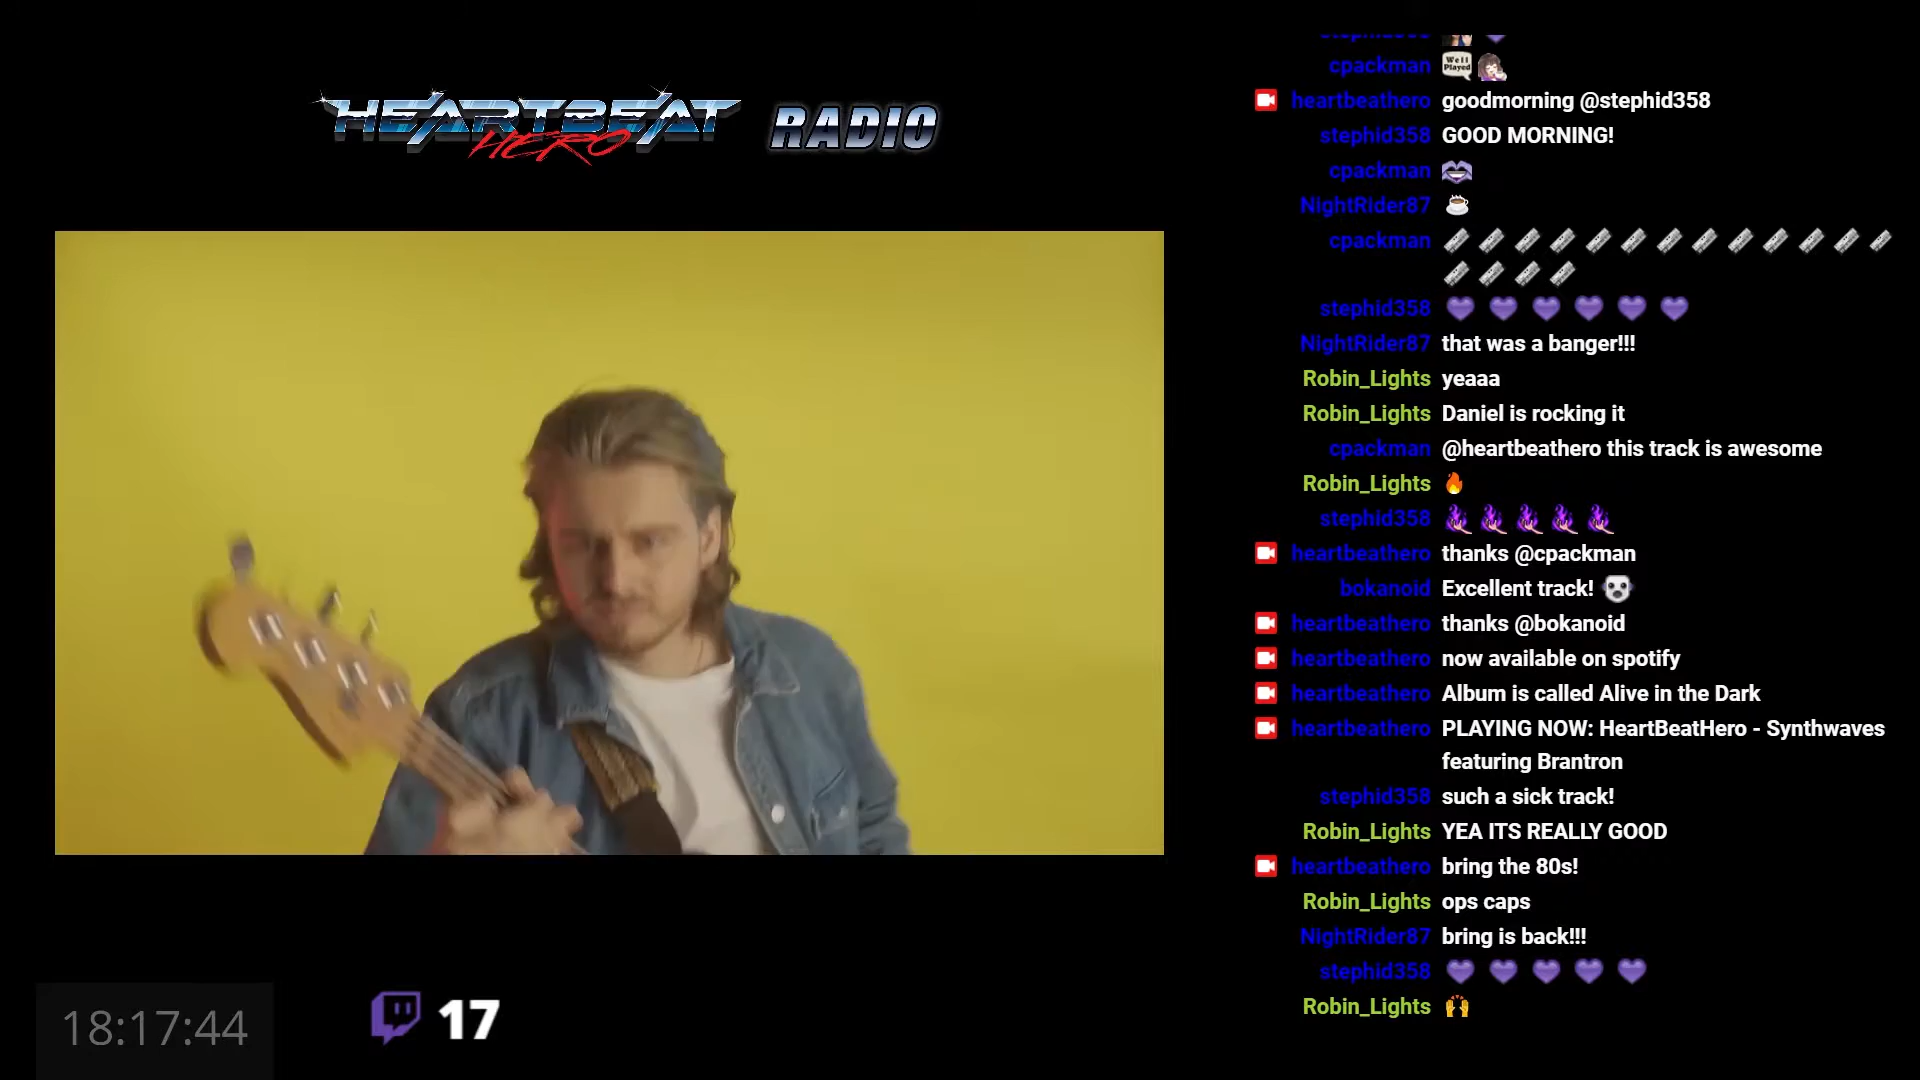 HEARTBEAT
HERO
RADIO
cpackman Well Played
heartbeathero goodmorning @stephid358
stephid358 GOOD MORNING!
cpackman
NightRider87 ☕
cpackman
stephid358 💜 💜 💜 💜 💜 💜
NightRider87 that was a banger!!!
Robin_Lights yeaaa
Robin_Lights Daniel is rocking it
cpackman @heartbeathero this track is awesome
Robin_Lights 🔥
stephid358
heartbeathero thanks @cpackman
bokanoid Excellent track!
heartbeathero thanks @bokanoid
heartbeathero now available on spotify
heartbeathero Album is called Alive in the Dark
heartbeathero PLAYING NOW: HeartBeatHero - Synthwaves
featuring Brantron
stephid358 such a sick track!
Robin_Lights YEA ITS REALLY GOOD
heartbeathero bring the 80s!
Robin_Lights ops caps
NightRider87 bring is back!!!
stephid358 💜 💜 💜 💜 💜
Robin_Lights 🙌
18:17:44
17